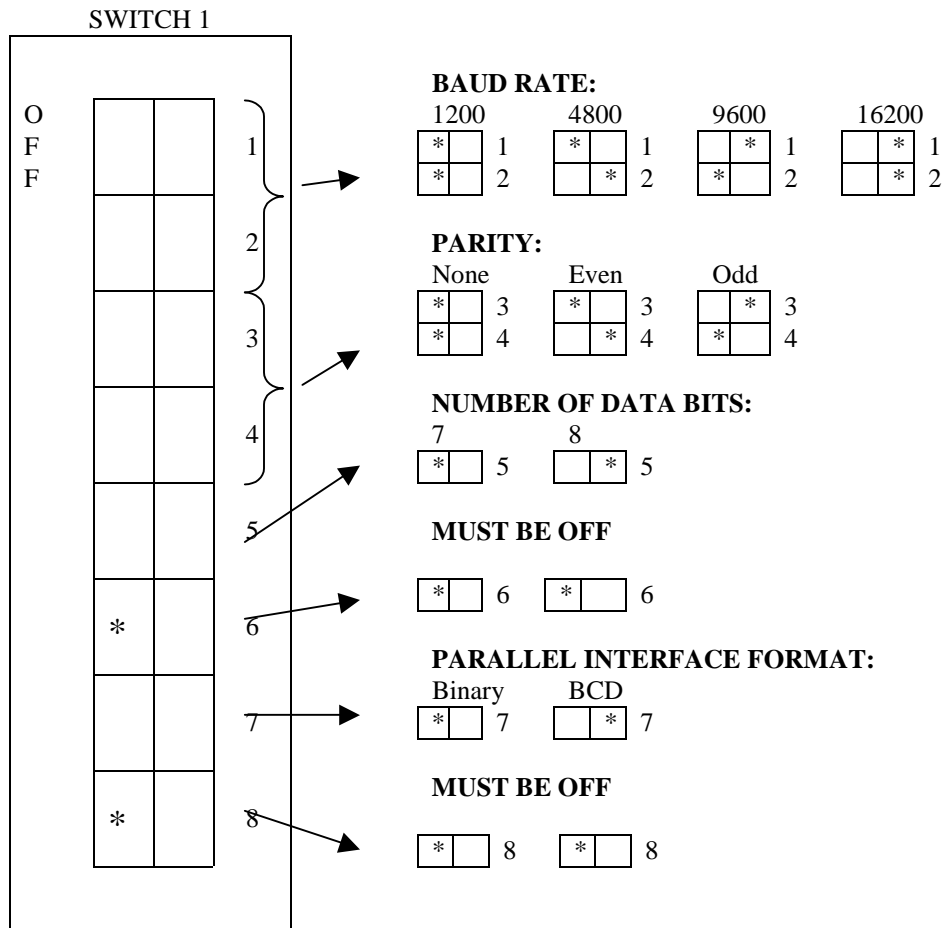 SWITCH 1
O
F
F
1
2
3
4
5
* 6
7
* 8
BAUD RATE:
1200 4800 9600 16200
* 1 * 1 * 1 * 1
* 2 * 2 * 2 * 2
PARITY:
None Even Odd
* 3 * 3 * 3
* 4 * 4 * 4
NUMBER OF DATA BITS:
7 8
* 5 * 5
MUST BE OFF
* 6 * 6
PARALLEL INTERFACE FORMAT:
Binary BCD
* 7 * 7
MUST BE OFF
* 8 * 8